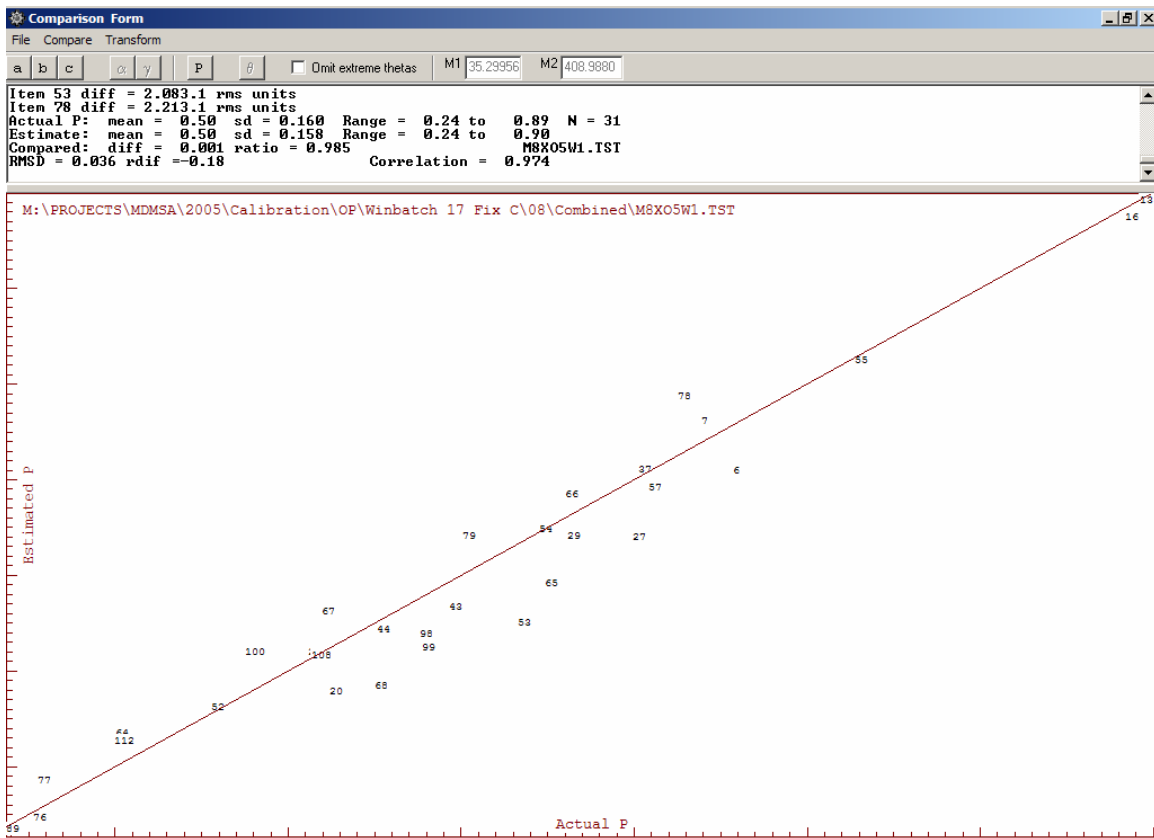 Comparison Form
File Compare Transform
a b c α γ P θ Omit extreme thetas M1 35.29956 M2 408.9880
Item 53 diff = 2.083.1 rms units
Item 78 diff = 2.213.1 rms units
Actual P: mean = 0.50 sd = 0.160 Range = 0.24 to 0.89 N = 31
Estimate: mean = 0.50 sd = 0.158 Range = 0.24 to 0.90
Compared: diff = 0.001 ratio = 0.985 M8XO5W1.TST
RMSD = 0.036 rdif =-0.18 Correlation = 0.974
M:\PROJECTS\MDMSA\2005\Calibration\OP\Winbatch 17 Fix C\08\Combined\M8XO5W1.TST
13
16
55
78
7
37
6
57
66
54
79
29
27
65
67
43
53
44
98
99
100
108
68
20
52
64
112
77
76
89
Estimated P
Actual P